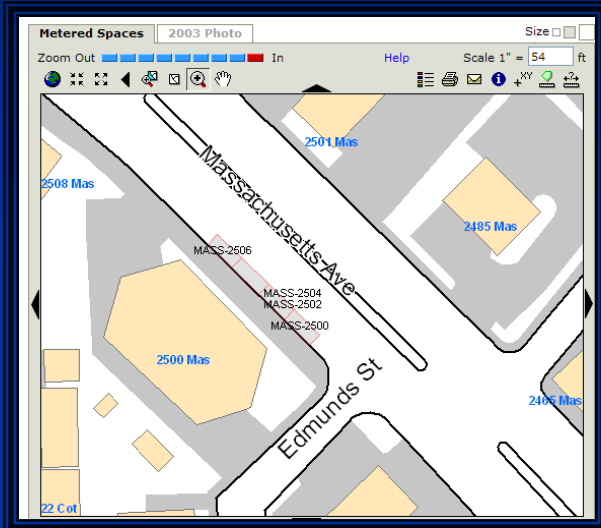 Metered Spaces
2003 Photo
Size
Zoom Out
In
Help
Scale 1" = 54 ft
+XY
+?+
2501 Mas
2508 Mas
Massachusetts Ave
2485 Mas
MASS-2506
MASS-2504
MASS-2502
MASS-2500
2500 Mas
Edmunds St
2465 Mas
22 Cot